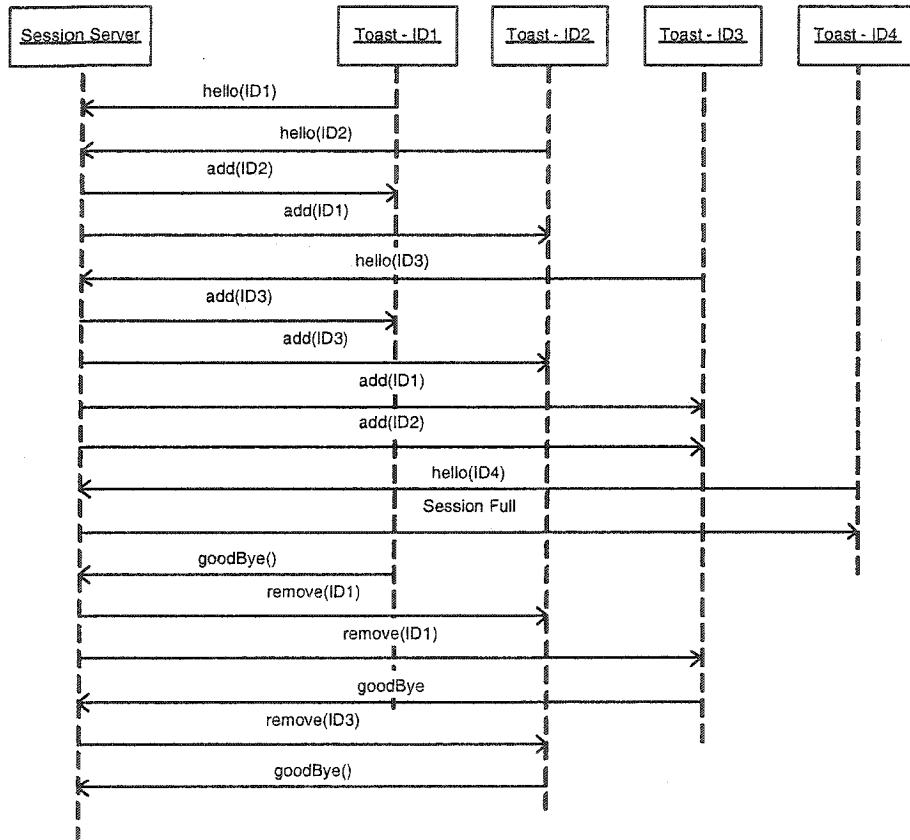 Session Server
Toast - ID1
Toast - ID2
Toast - ID3
Toast - ID4
hello(ID1)
hello(ID2)
add(ID2)
add(ID1)
hello(ID3)
add(ID3)
add(ID3)
add(ID1)
add(ID2)
hello(ID4)
Session Full
goodBye()
remove(ID1)
remove(ID1)
goodBye
remove(ID3)
goodBye()